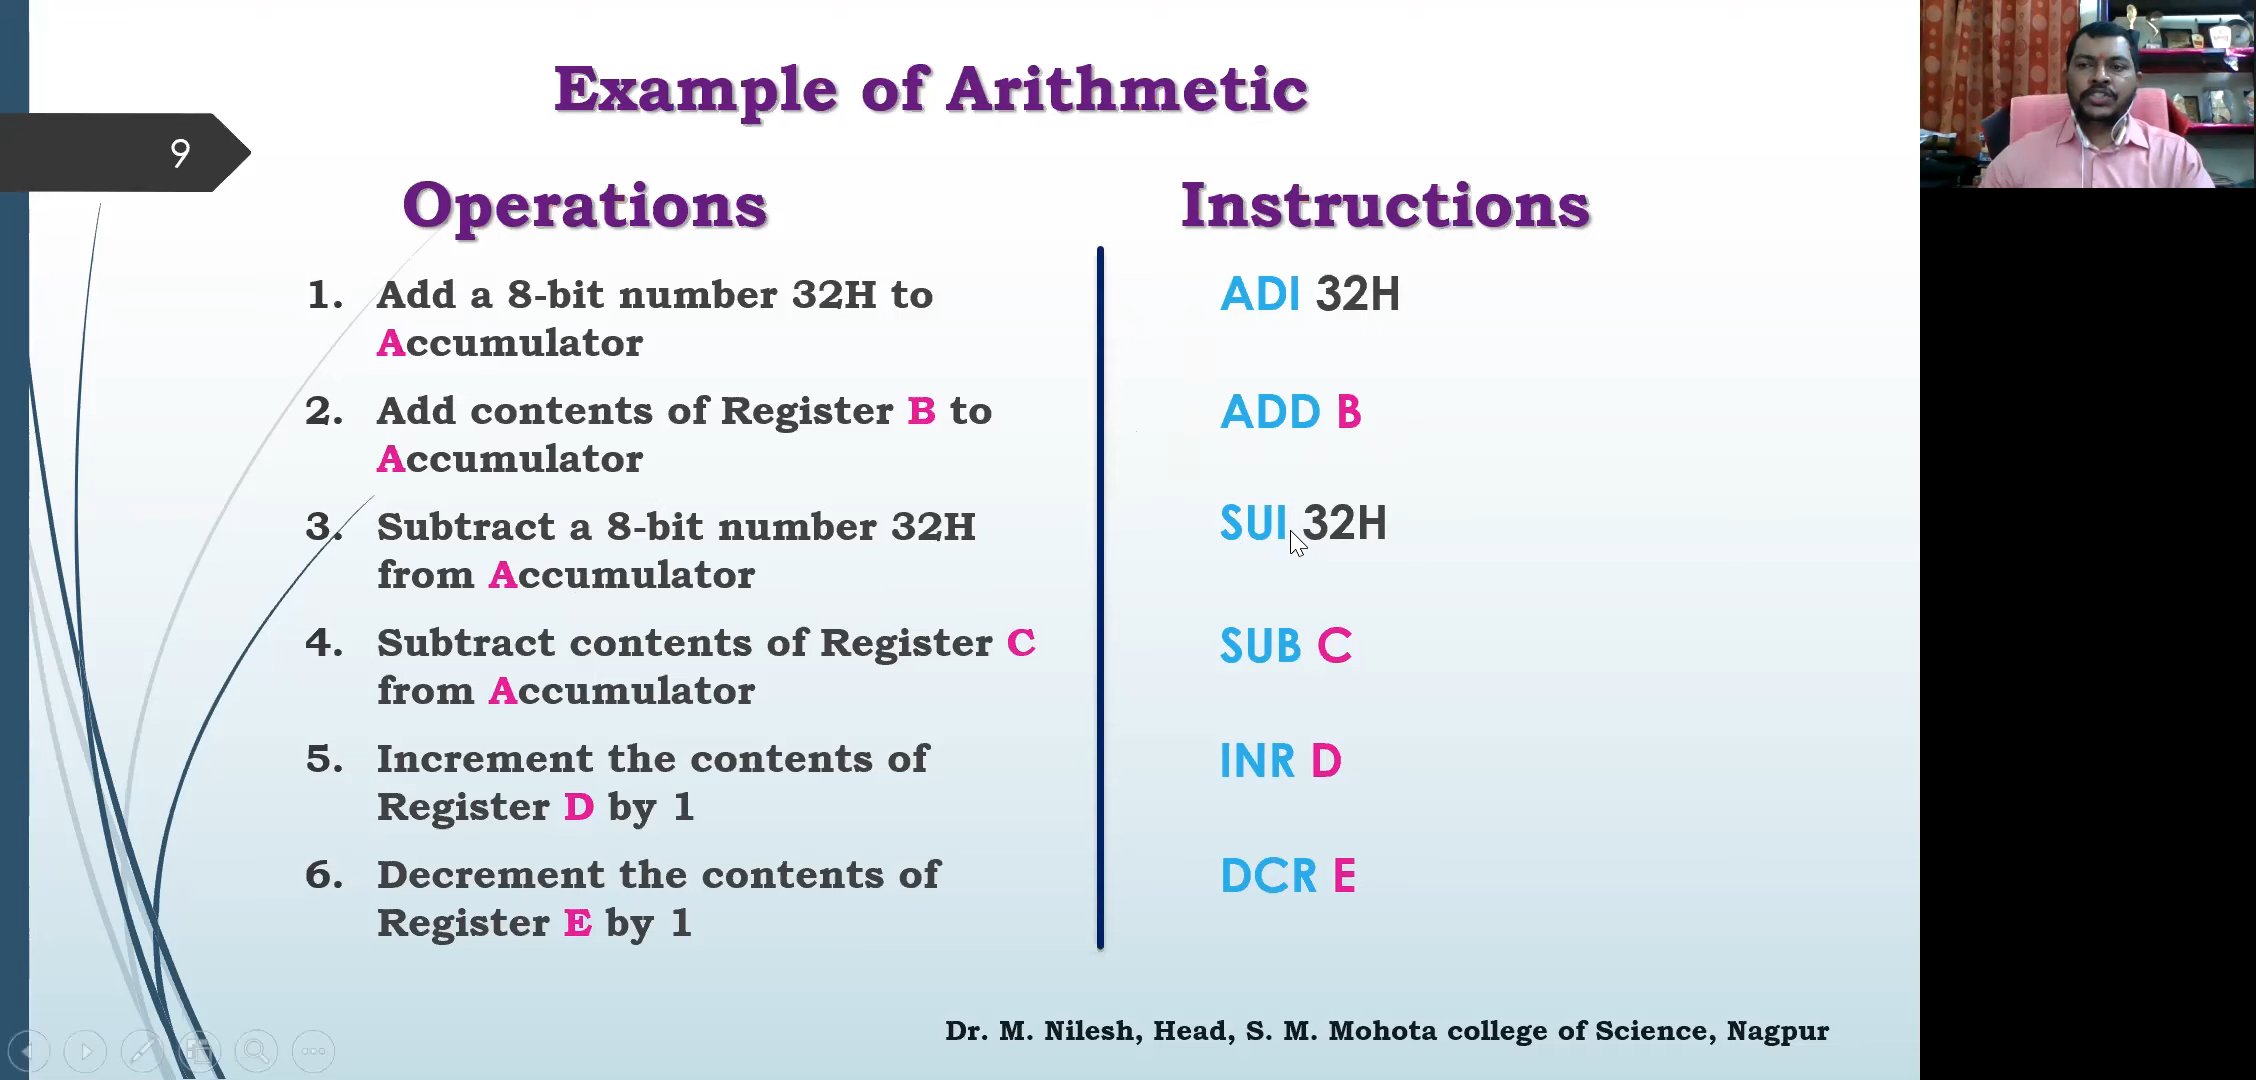 Example of Arithmetic
9
Operations
Instructions
1. Add a 8-bit number 32H to
Accumulator
ADI 32H
2. Add contents of Register B to
Accumulator
ADD B
3. Subtract a 8-bit number 32H
from Accumulator
SUI 32H
4. Subtract contents of Register C
from Accumulator
SUB C
5. Increment the contents of
Register D by 1
INR D
6. Decrement the contents of
Register E by 1
DCR E
Dr. M. Nilesh, Head, S. M. Mohota college of Science, Nagpur